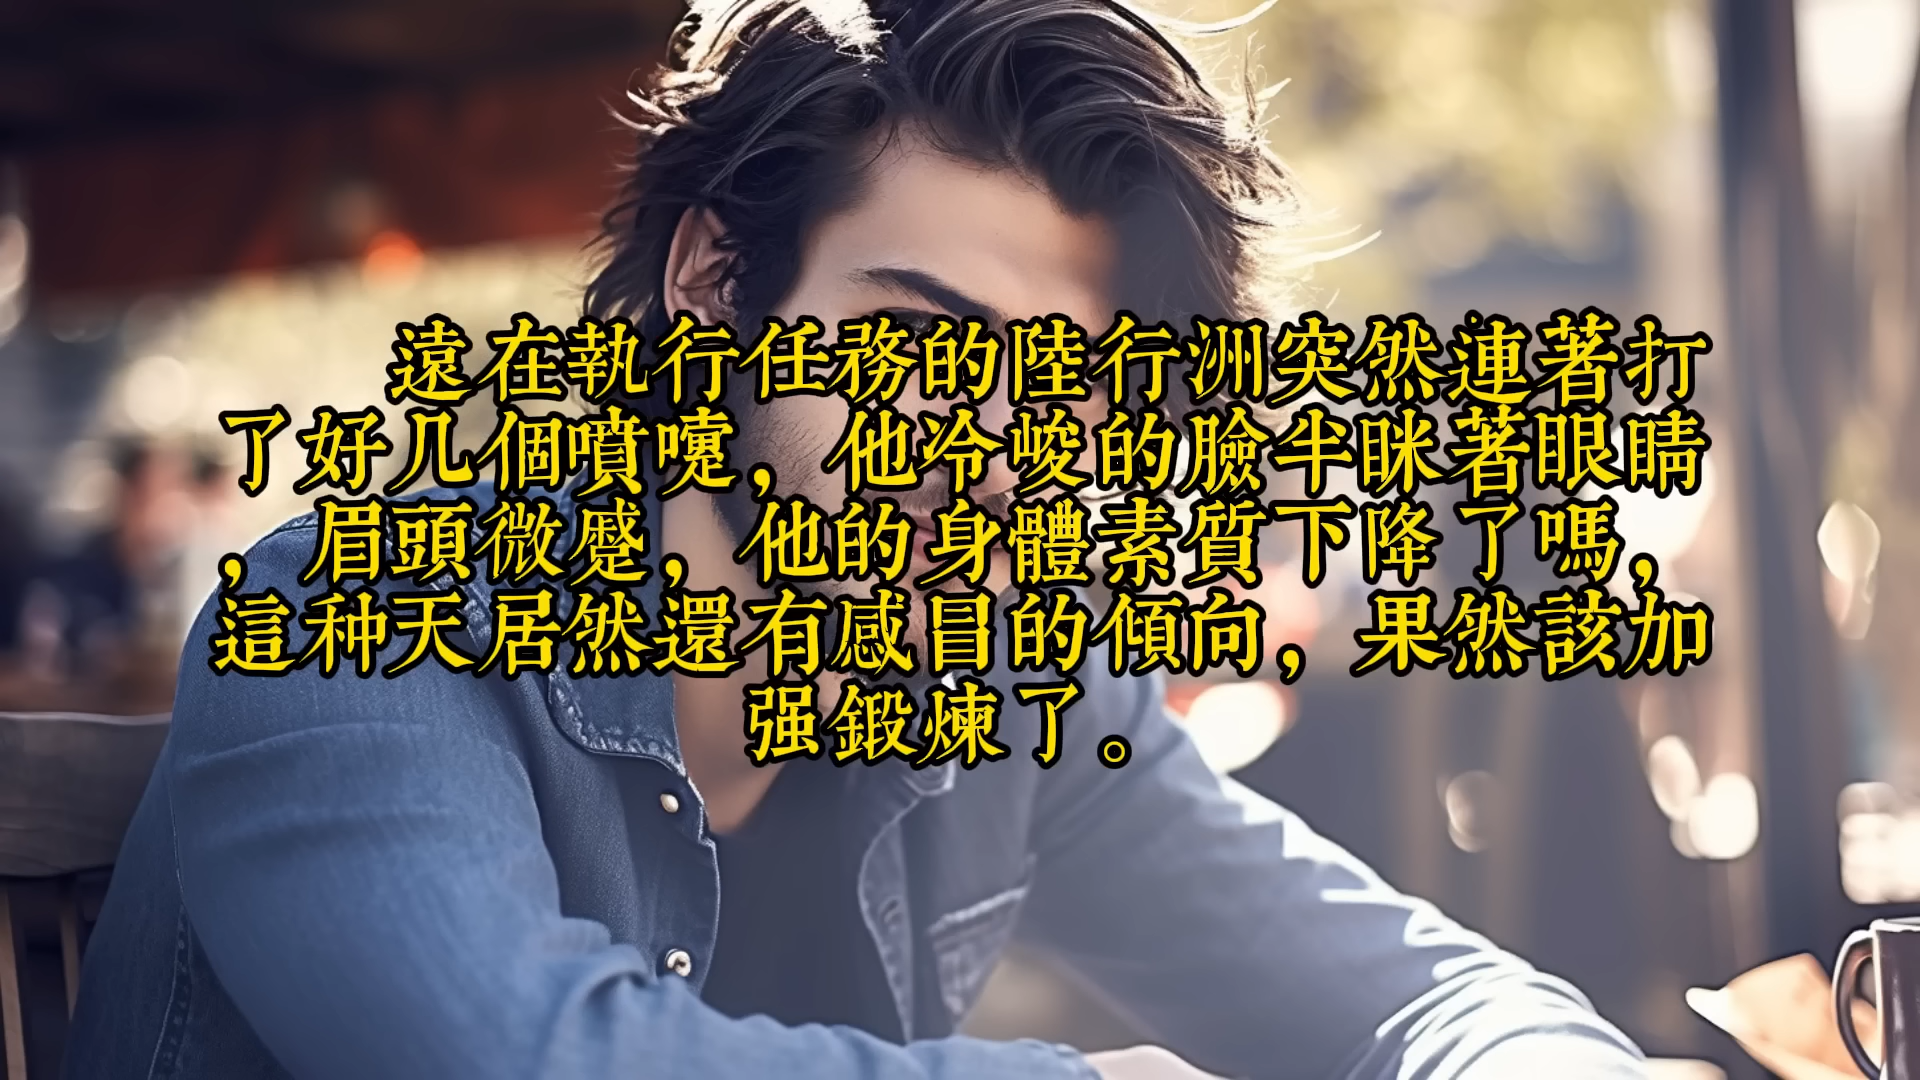 遠在執行任務的陸行洲突然連著打
了好几個噴嚏，他冷峻的臉半眯著眼睛
，眉頭微蹙，他的身體素質下降了嗎，
這种天居然還有感冒的傾向，果然該加
强鍛煉了。